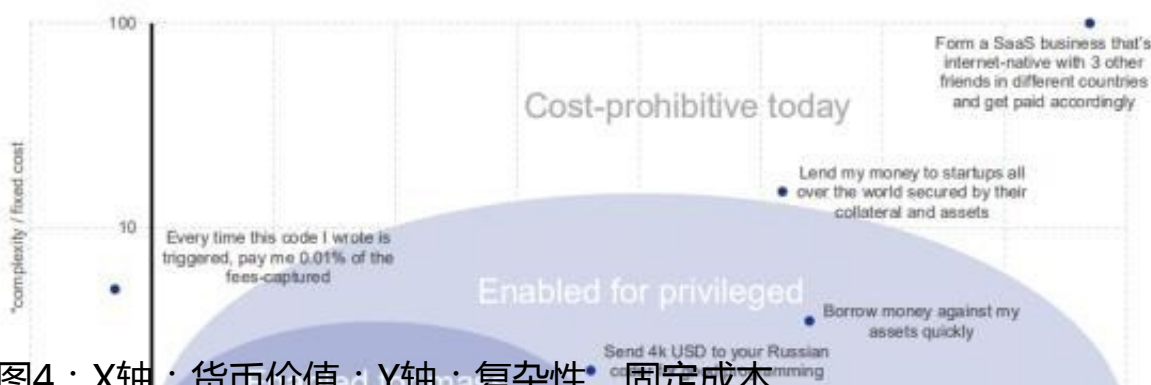 100
Form a SaaS business that's
internet-native with 3 other
friends in different countries
and get paid accordingly
Cost-prohibitive today
Lend my money to startups all
over the world secured by their
collateral and assets
*complexity / fixed cost
10
Every time this code I wrote is
triggered, pay me 0.01% of the
fees-captured
Enabled for privileged
Borrow money against my
assets quickly
Send 4k USD to your Russian
图4：X轴：货币价值；Y轴：复杂性、固定成本